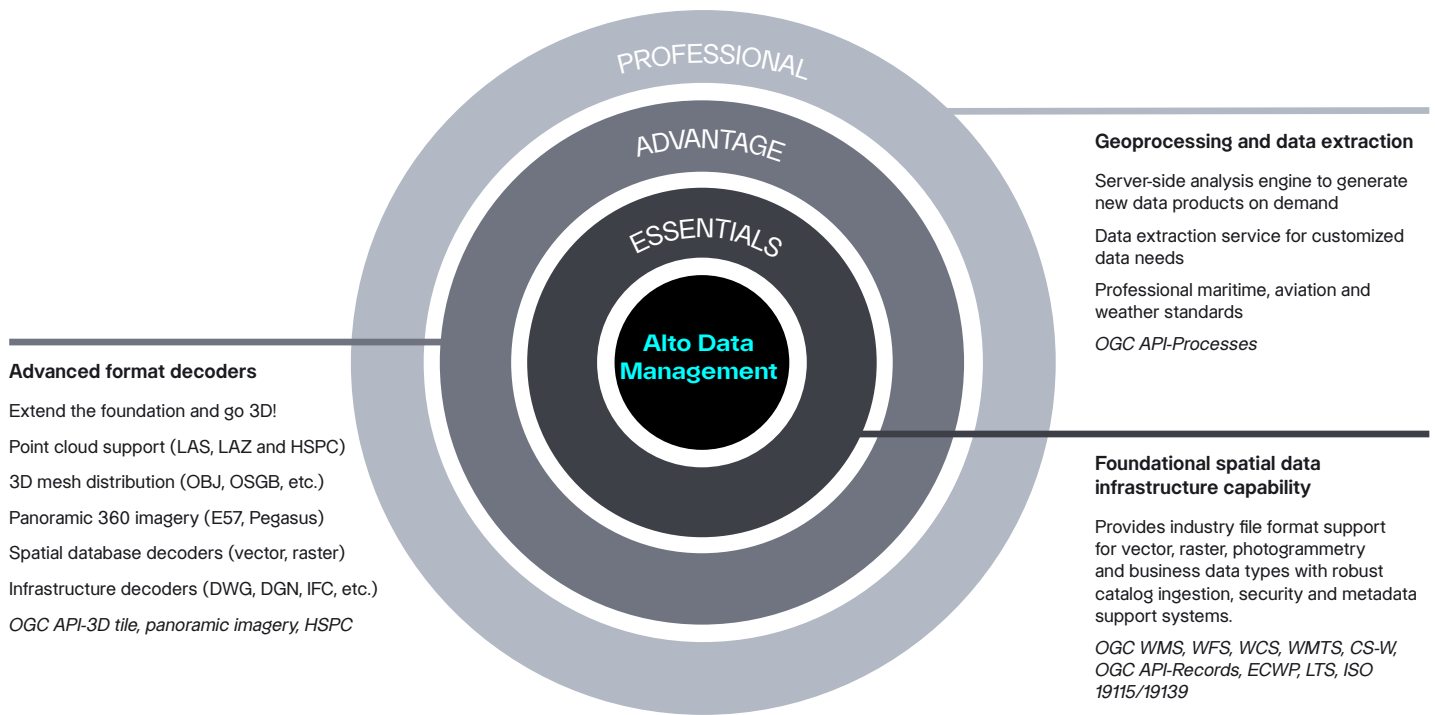 PROFESSIONAL
ADVANTAGE
ESSENTIALS
Alto Data
Management
Advanced format decoders
Extend the foundation and go 3D!
Point cloud support (LAS, LAZ and HSPC)
3D mesh distribution (OBJ, OSGB, etc.)
Panoramic 360 imagery (E57, Pegasus)
Spatial database decoders (vector, raster)
Infrastructure decoders (DWG, DGN, IFC, etc.)
OGC API-3D tile, panoramic imagery, HSPC
Geoprocessing and data extraction
Server-side analysis engine to generate
new data products on demand
Data extraction service for customized
data needs
Professional maritime, aviation and
weather standards
OGC API-Processes
Foundational spatial data
infrastructure capability
Provides industry file format support
for vector, raster, photogrammetry
and business data types with robust
catalog ingestion, security and metadata
support systems.
OGC WMS, WFS, WCS, WMTS, CS-W,
OGC API-Records, ECWP, LTS, ISO
19115/19139